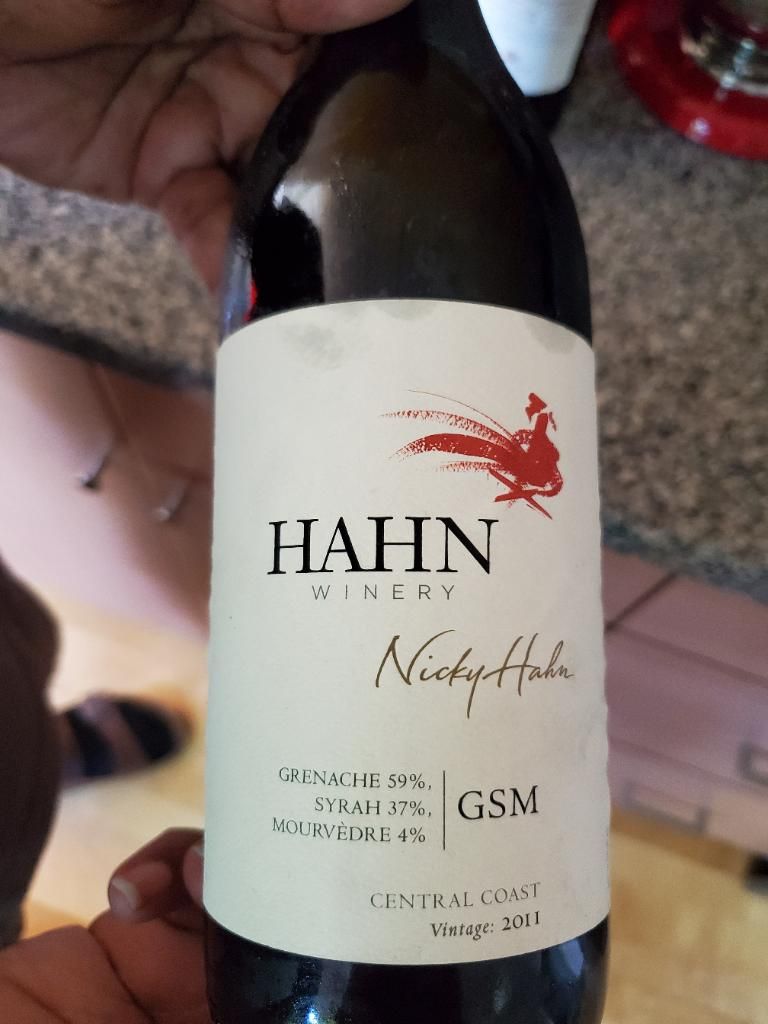 HAHN
WINERY
Nicky Hahn
GRENACHE 59%,
SYRAH 37%,
MOURVÈDRE 4%
GSM
CENTRAL COAST
Vintage: 2011